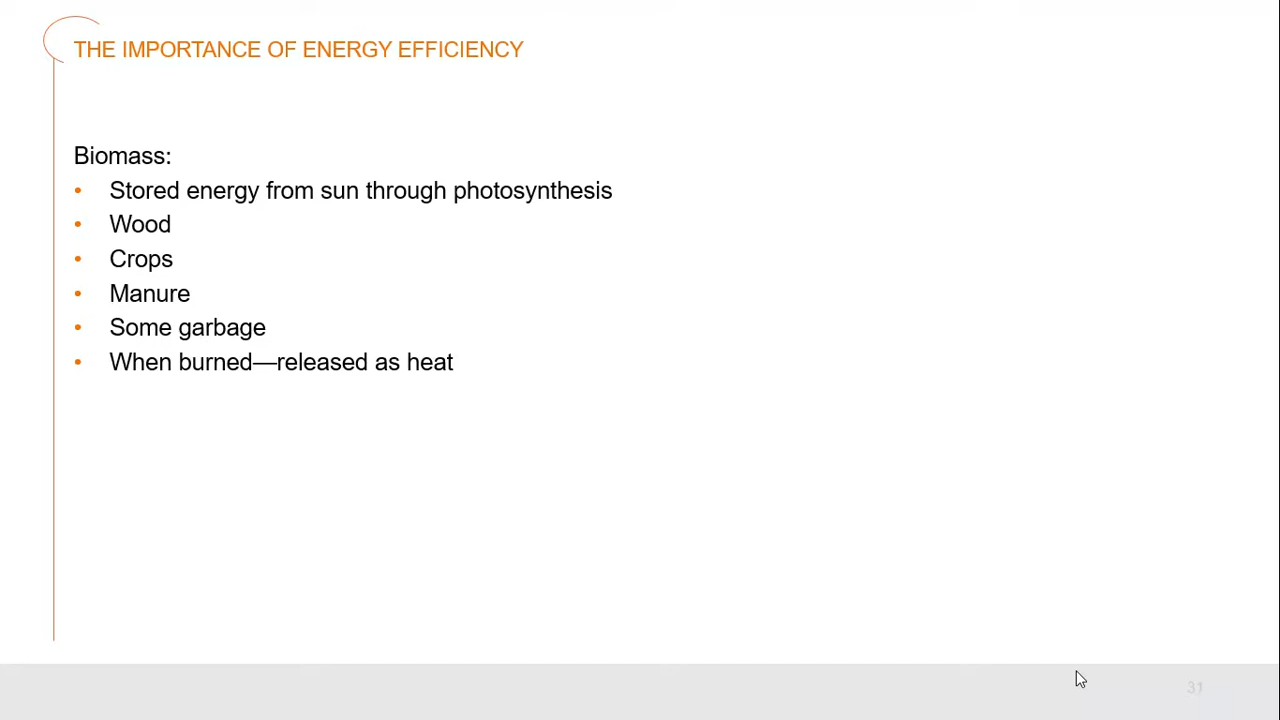 THE IMPORTANCE OF ENERGY EFFICIENCY
Biomass:
• Stored energy from sun through photosynthesis
• Wood
• Crops
• Manure
• Some garbage
• When burned—released as heat
31